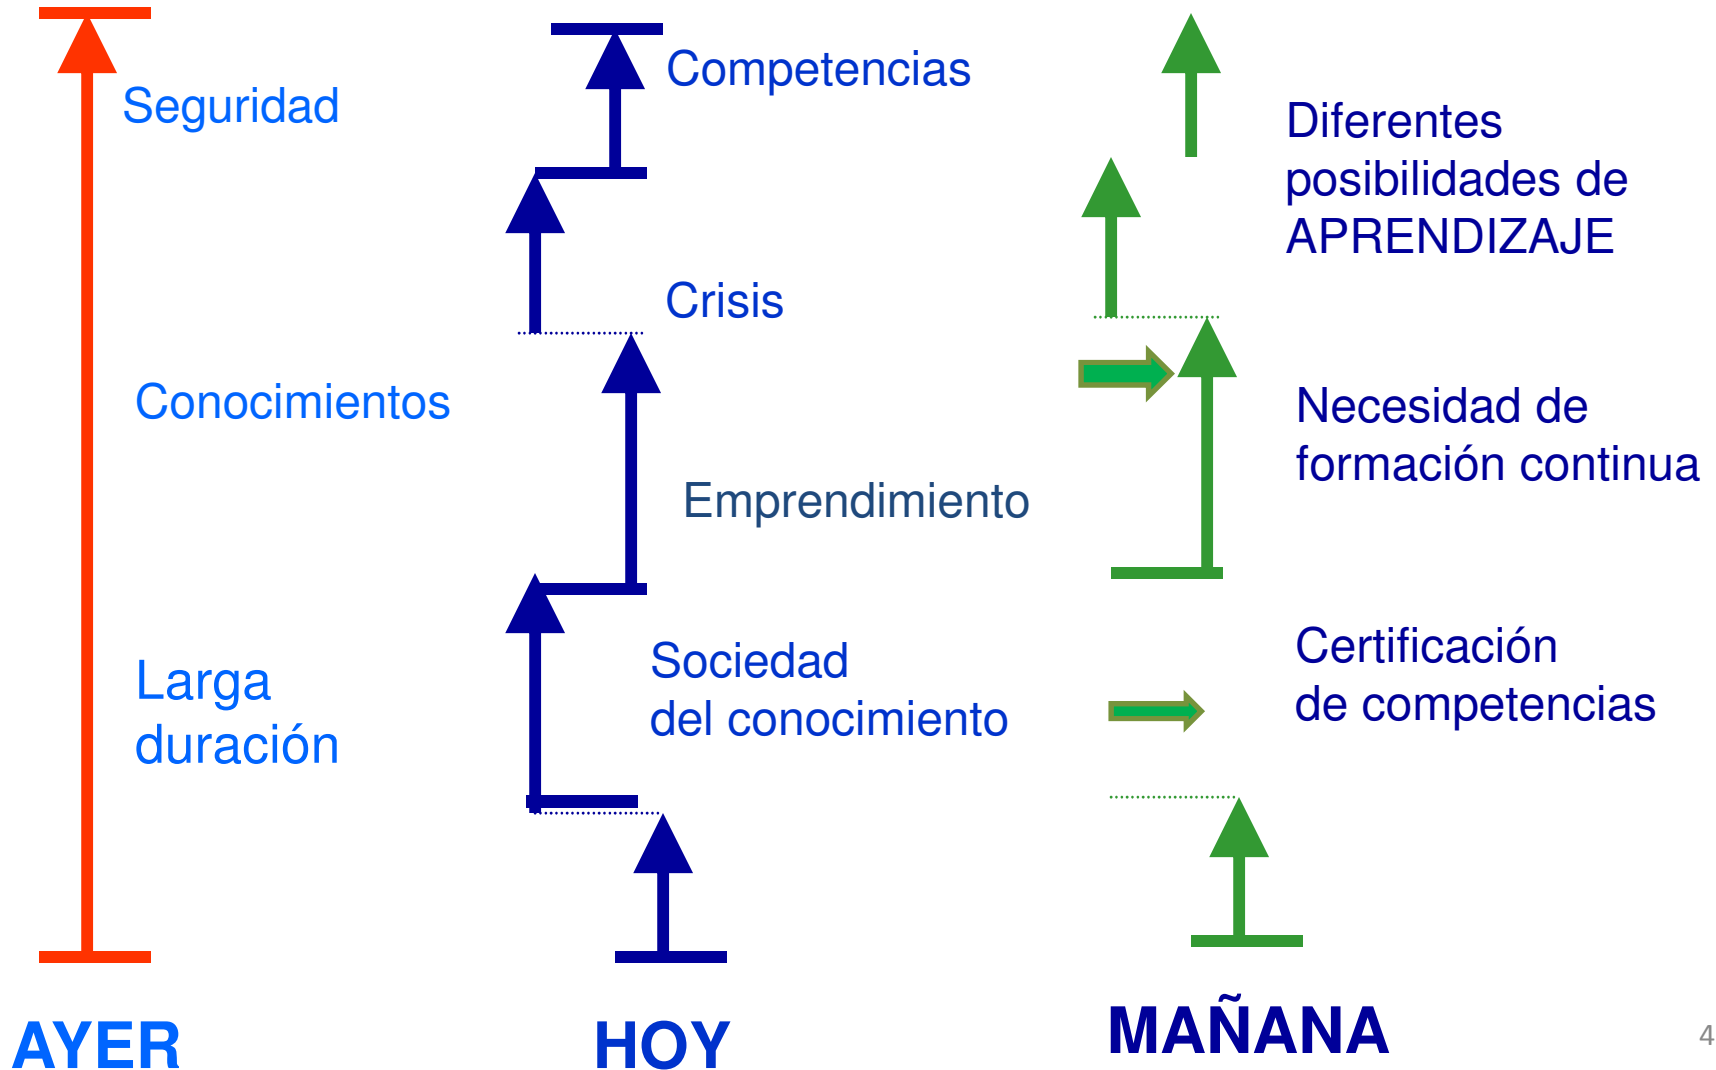 Seguridad
Conocimientos
Larga
duración
AYER
Competencias
Crisis
Emprendimiento
Sociedad
del conocimiento
HOY
Diferentes
posibilidades de
APRENDIZAJE
Necesidad de
formación continua
Certificación
de competencias
MAÑANA
4